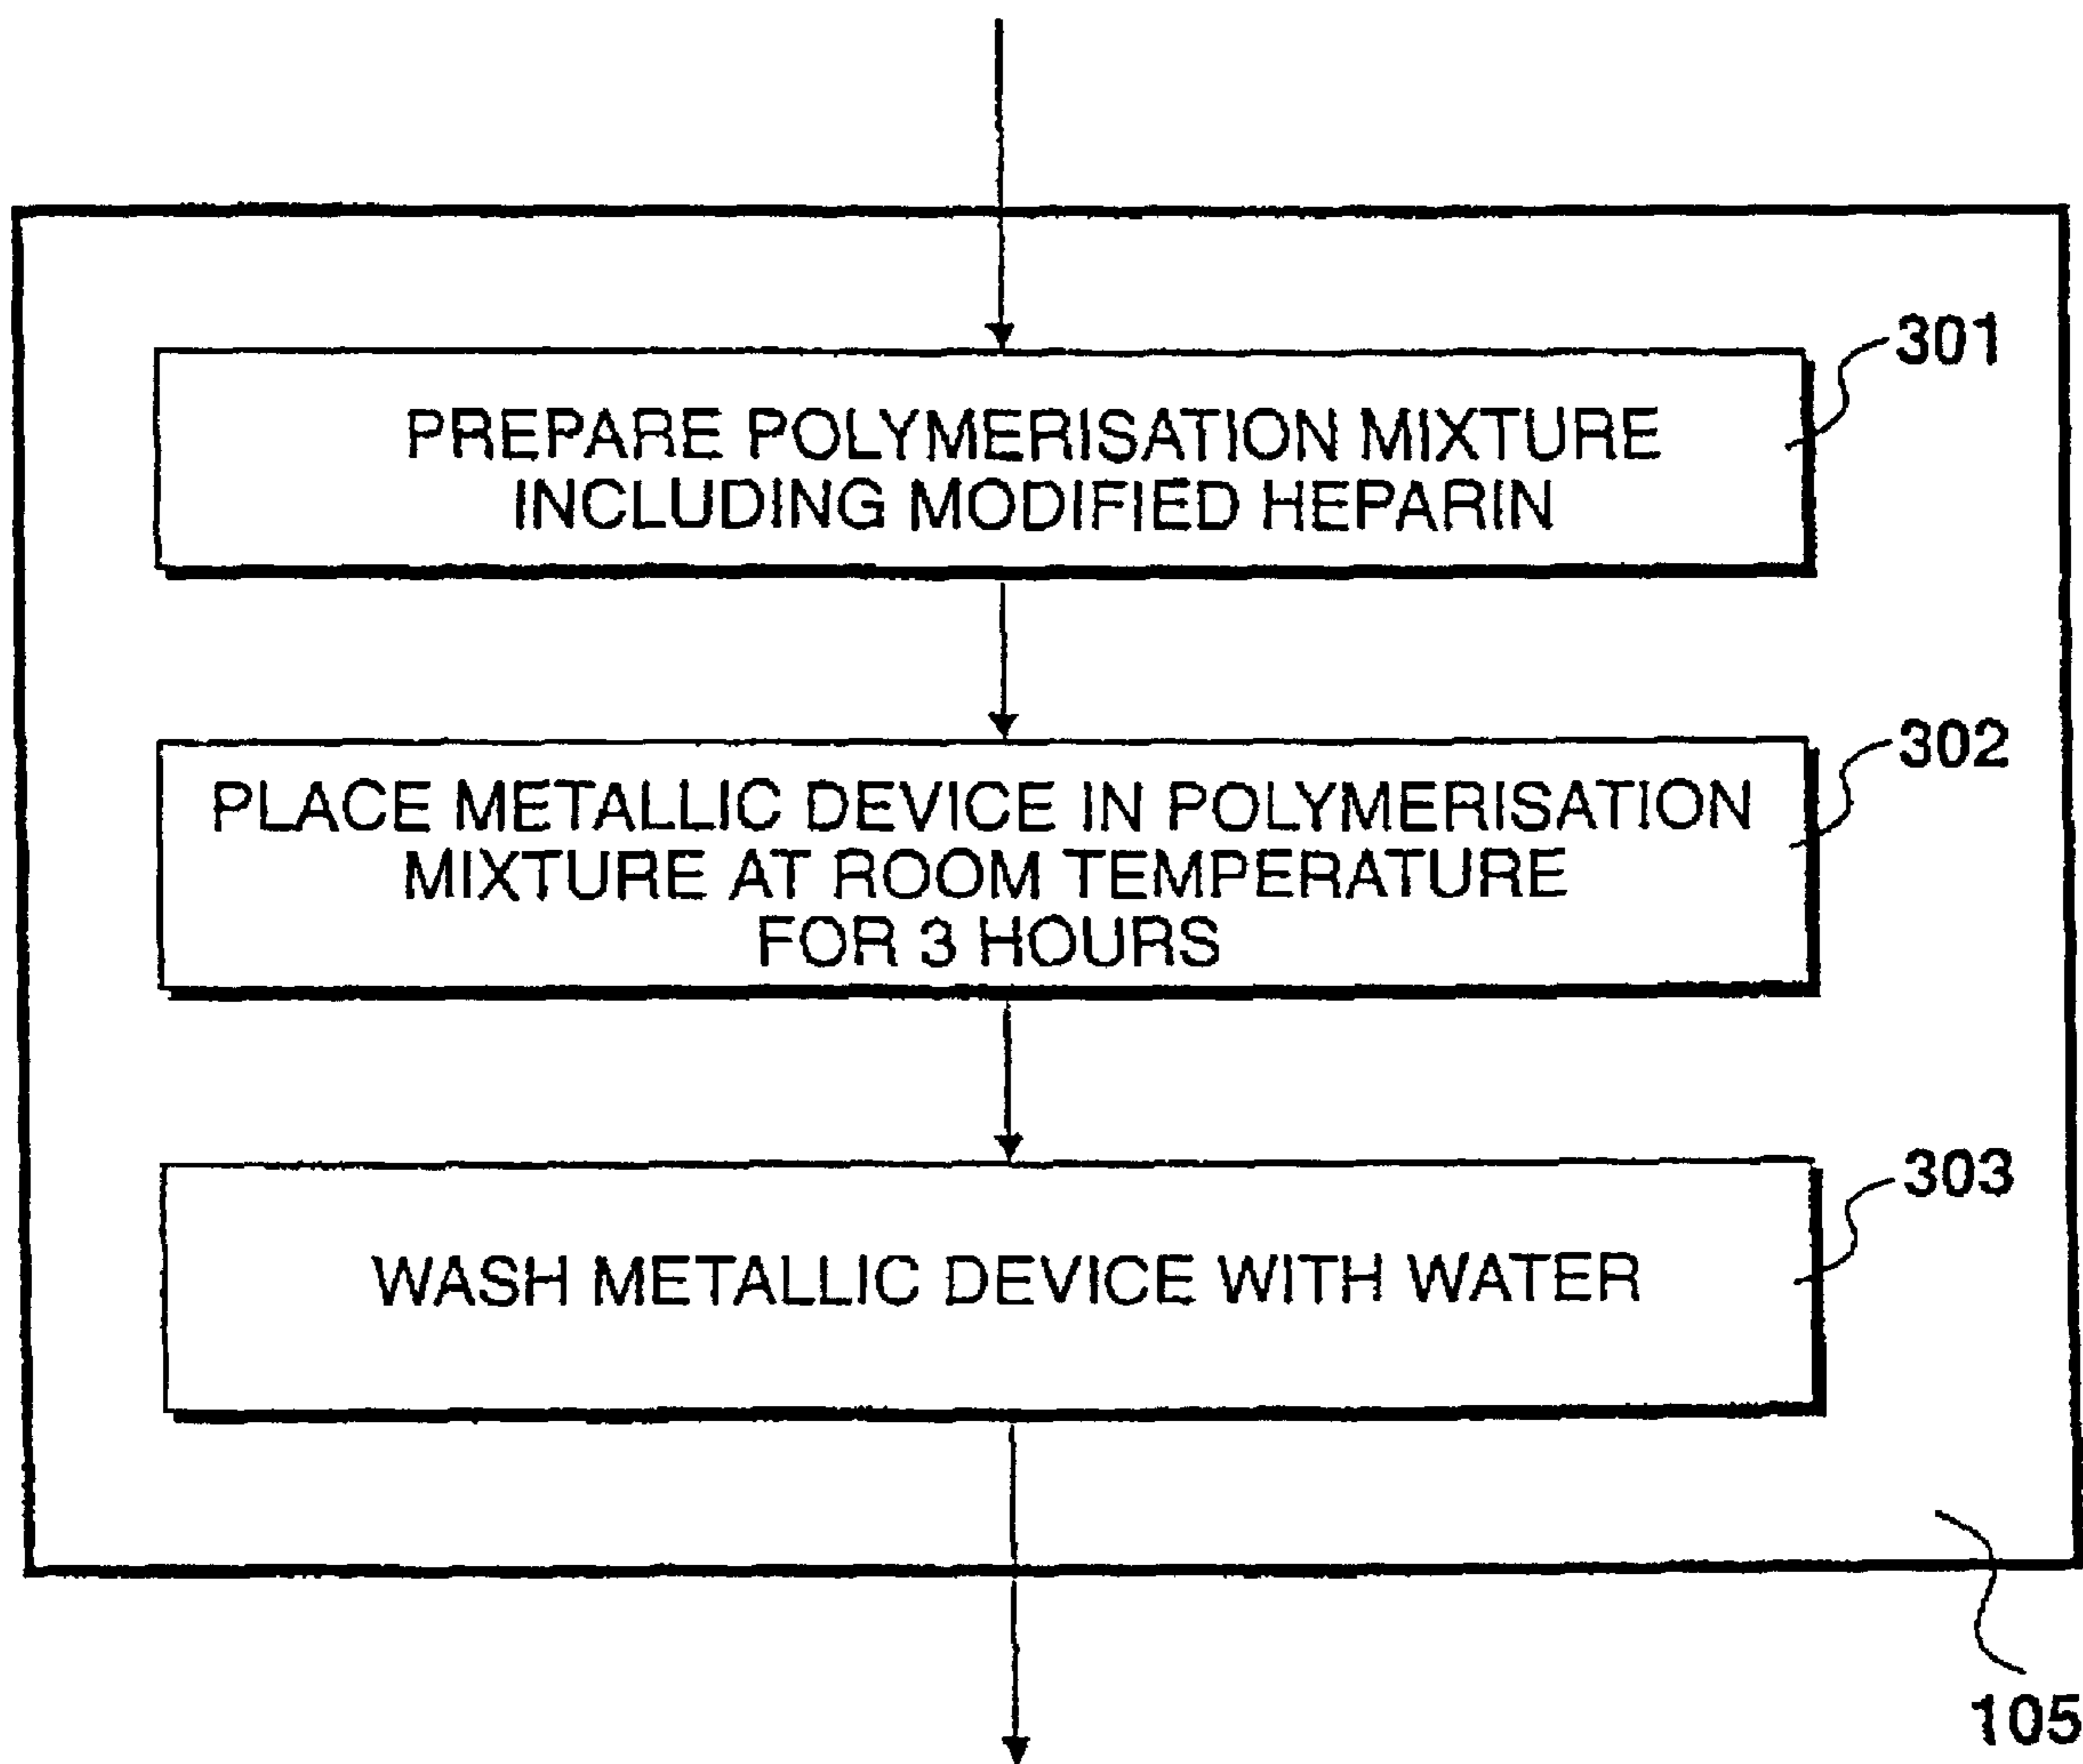 301
PREPARE POLYMERISATION MIXTURE
INCLUDING MODIFIED HEPARIN
302
PLACE METALLIC DEVICE IN POLYMERISATION
MIXTURE AT ROOM TEMPERATURE
FOR 3 HOURS
303
WASH METALLIC DEVICE WITH WATER
105